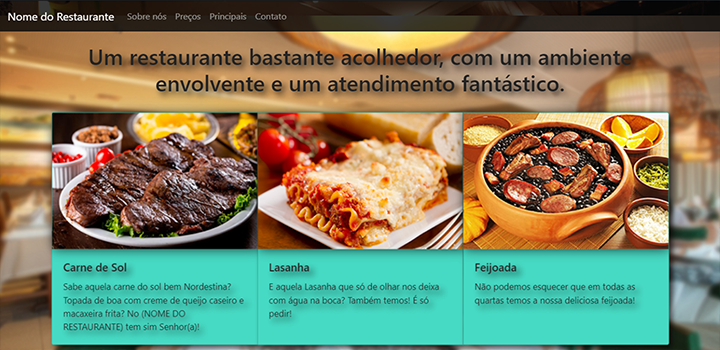 Nome do Restaurante Sobre nós Preços Principais Contato
Um restaurante bastante acolhedor, com um ambiente
envolvente e um atendimento fantástico.
Carne de Sol
Sabe aquela carne do sol bem Nordestina?
Topada de boa com creme de queijo caseiro e
macaxeira frita? No (NOME DO
RESTAURANTE) tem sim Senhor(a)!
Lasanha
E aquela Lasanha que só de olhar nos deixa
com água na boca? Também temos! É só
pedir!
Feijoada
Não podemos esquecer que em todas as
quartas temos a nossa deliciosa feijoada!